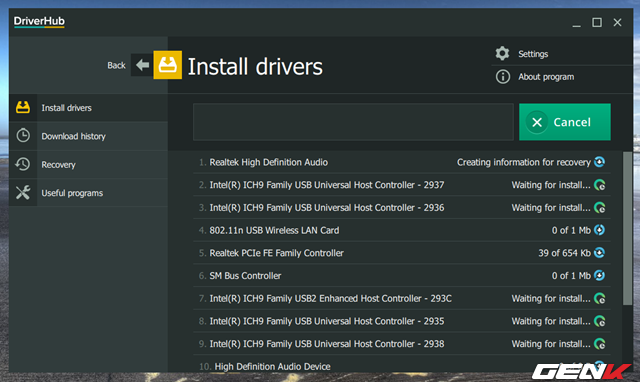 DriverHub
Back
Install drivers
Settings
About program
Install drivers
Download history
Recovery
Useful programs
Cancel
1. Realtek High Definition Audio Creating information for recovery
2. Intel(R) ICH9 Family USB Universal Host Controller - 2937 Waiting for install...
3. Intel(R) ICH9 Family USB Universal Host Controller - 2936 Waiting for install...
4. 802.11n USB Wireless LAN Card 0 of 1 Mb
5. Realtek PCIe FE Family Controller 39 of 654 Kb
6. SM Bus Controller 0 of 1 Mb
7. Intel(R) ICH9 Family USB2 Enhanced Host Controller - 293C Waiting for install...
8. Intel(R) ICH9 Family USB Universal Host Controller - 2935 Waiting for install...
9. Intel(R) ICH9 Family USB Universal Host Controller - 2938 Waiting for install...
10. High Definition Audio Device
GENK